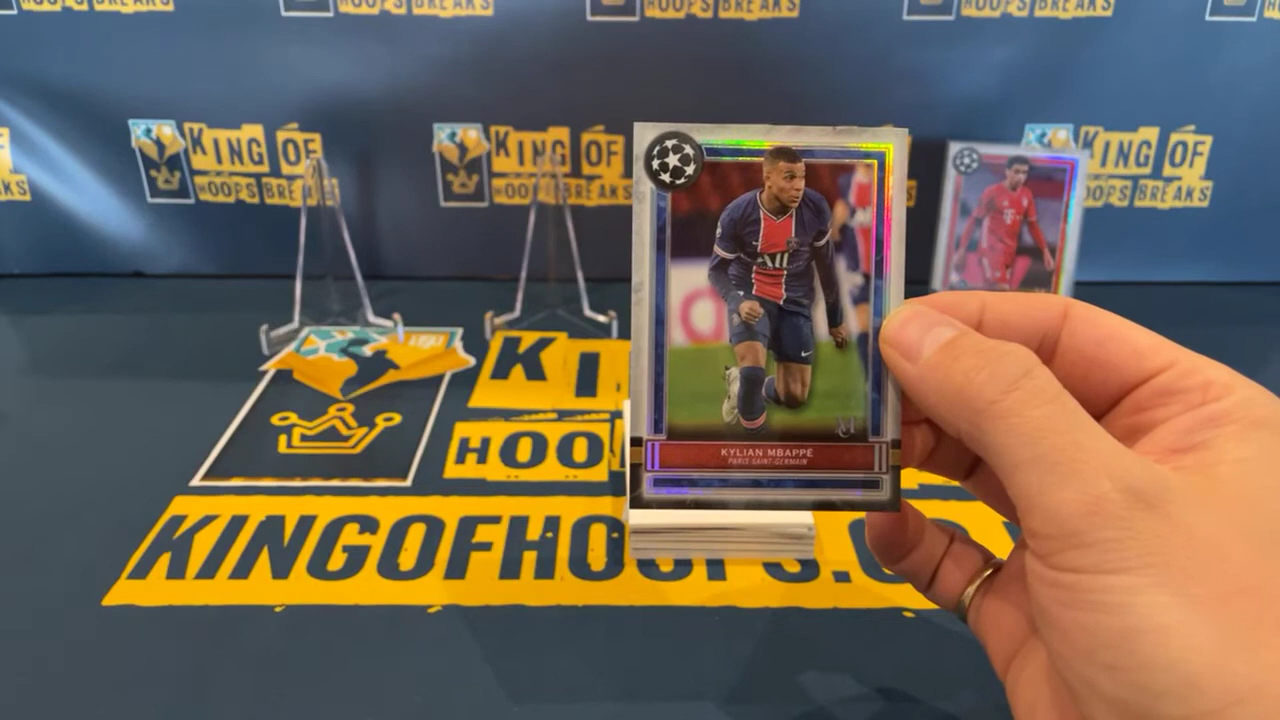 HOOPS BREAKS
HOOPS BREAKS
HOOPS BREAKS
HOOPS BREAKS
KING OF
HOOPS BREAKS
KING OF
HOOPS BREAKS
KING OF
HOOPS BREAKS
BREAKS
KI
HOO
KINGOFHOOPS.C
KYLIAN MBAPPÉ
PARIS SAINT-GERMAIN